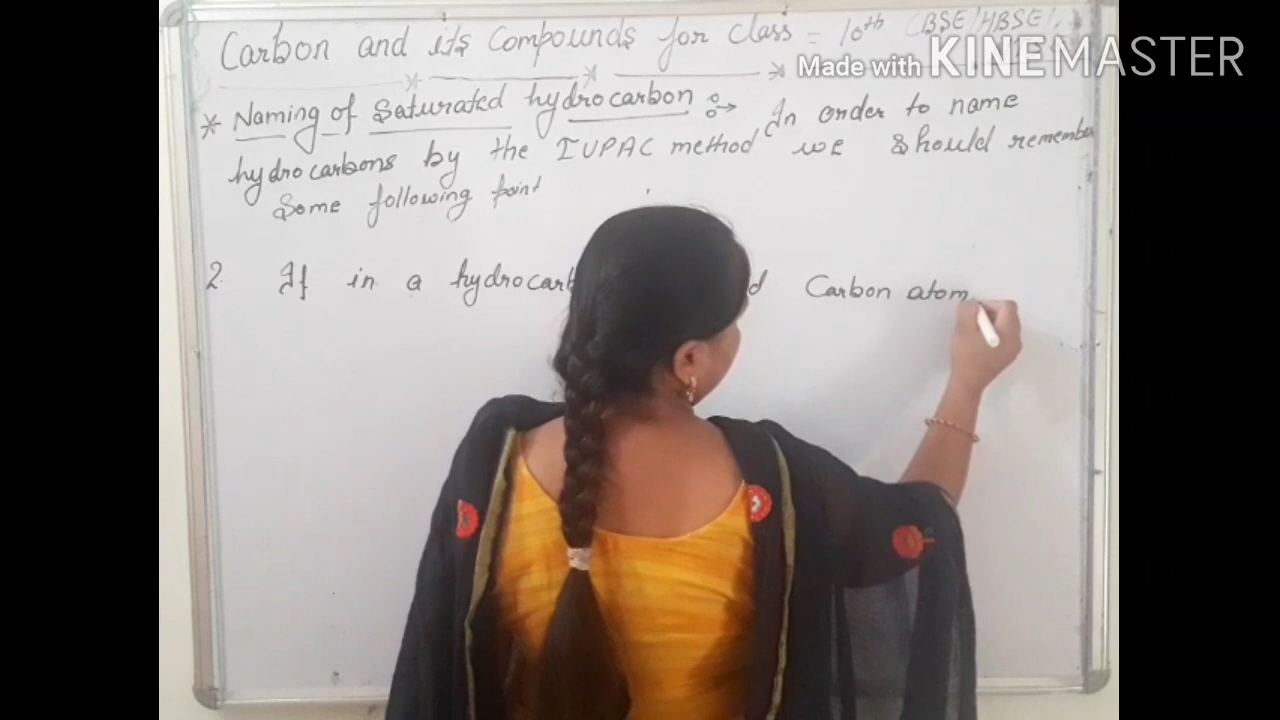 Carbon and its Compounds for class = 10th CBSE/HBSE/
Made with KINEMASTER
* Naming of Saturated hydrocarbon :→ In order to name
hydrocarbons by the IUPAC method we should remember
Some following point
2. If in a Carbon atom